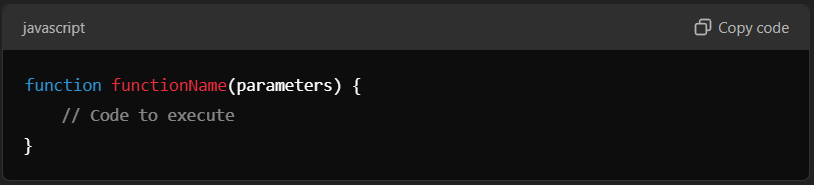 javascript
Copy code
function functionName(parameters) {
    // Code to execute
}